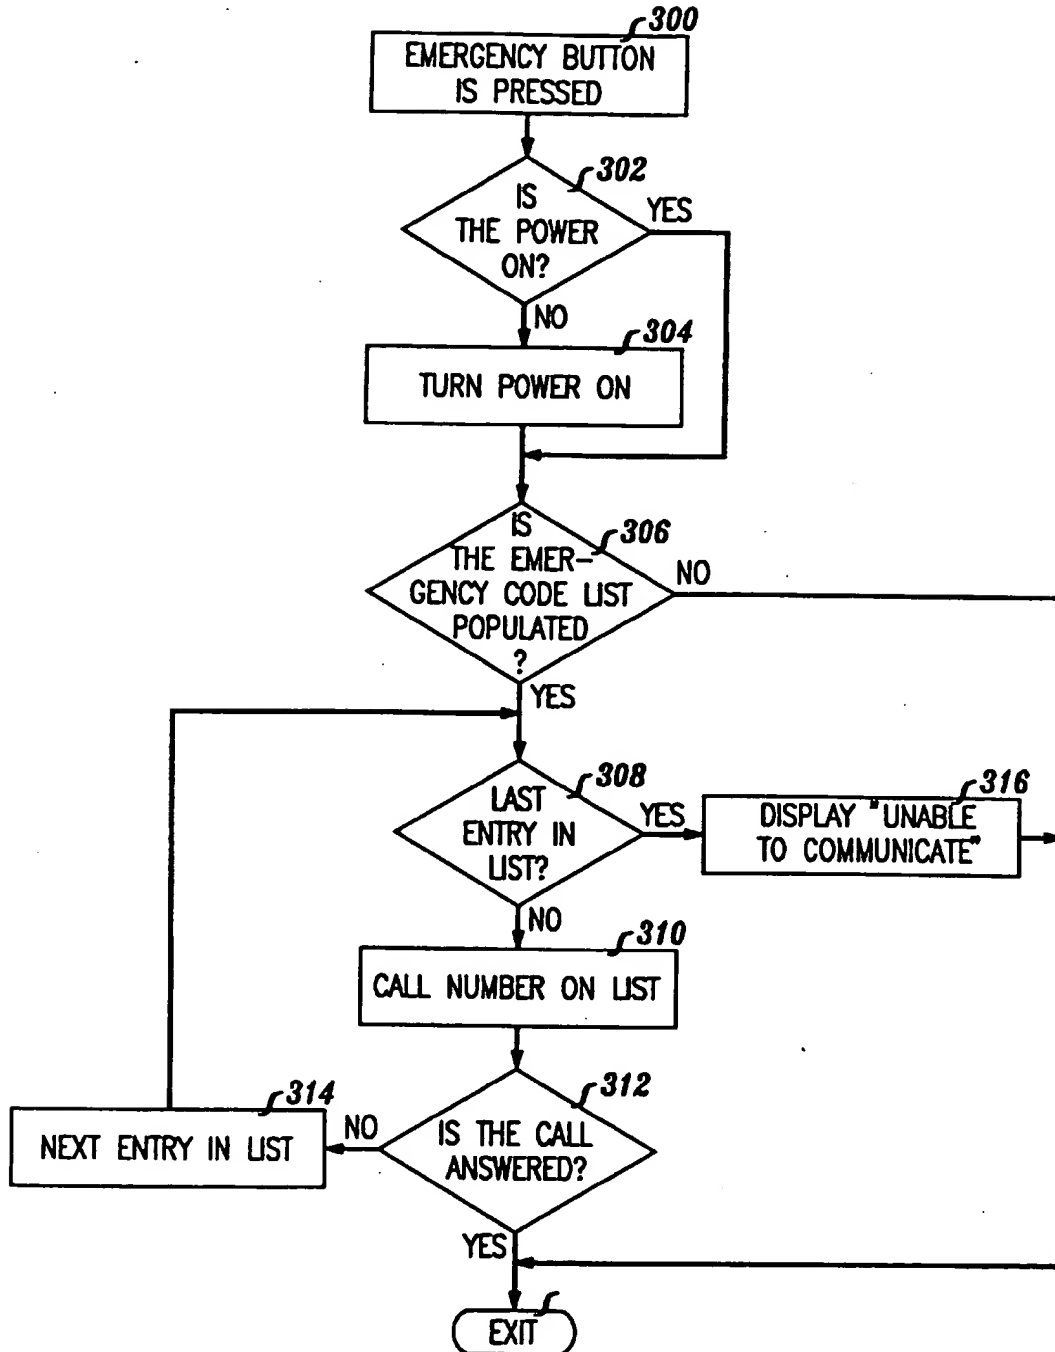 300
EMERGENCY BUTTON
IS PRESSED
302
IS
THE POWER
ON?
YES
NO
304
TURN POWER ON
306
IS
THE EMER-
GENCY CODE LIST
POPULATED
?
NO
YES
308
LAST
ENTRY IN
LIST?
YES
316
DISPLAY "UNABLE
TO COMMUNICATE"
NO
310
CALL NUMBER ON LIST
312
IS THE CALL
ANSWERED?
NO
314
NEXT ENTRY IN LIST
YES
EXIT